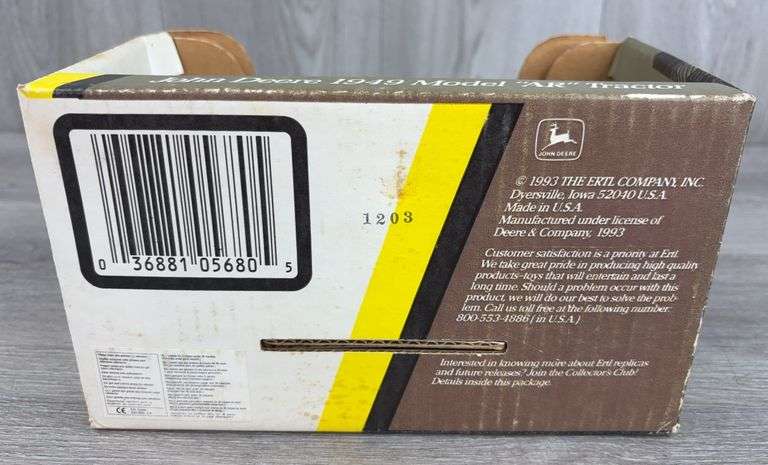 John Deere 1949 Model "AR" Tractor
JOHN DEERE
© 1993 THE ERTL COMPANY, INC.
Dyersville, Iowa 52040 U.S.A.
Made in U.S.A.
Manufactured under license of
Deere & Company, 1993
Customer satisfaction is a priority at Ertl.
We take great pride in producing high quality
products–toys that will entertain and last a
long time. Should a problem occur with this
product, we will do our best to solve the prob-
lem. Call us toll free at the following number.
800-553-4886 (in U.S.A.)
Interested in knowing more about Ertl replicas
and future releases? Join the Collector's Club!
Details inside this package.
1203
0 36881 05680 5
CE